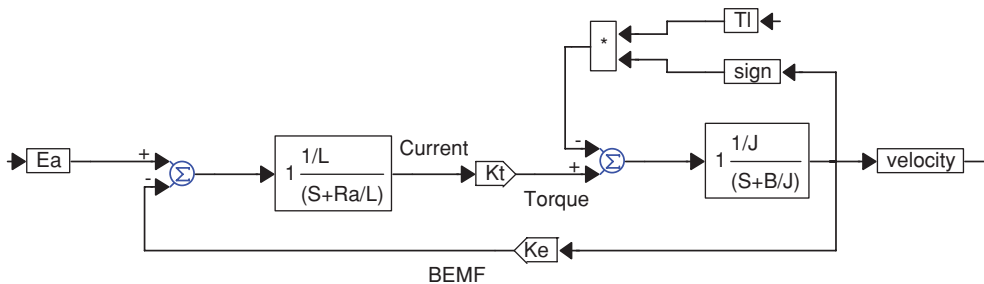 Tl
*
sign
Ea
+
-
Σ
1 1/L
(S+Ra/L)
Current
Kt
Torque
-
+
Σ
1 1/J
(S+B/J)
velocity
Ke
BEMF